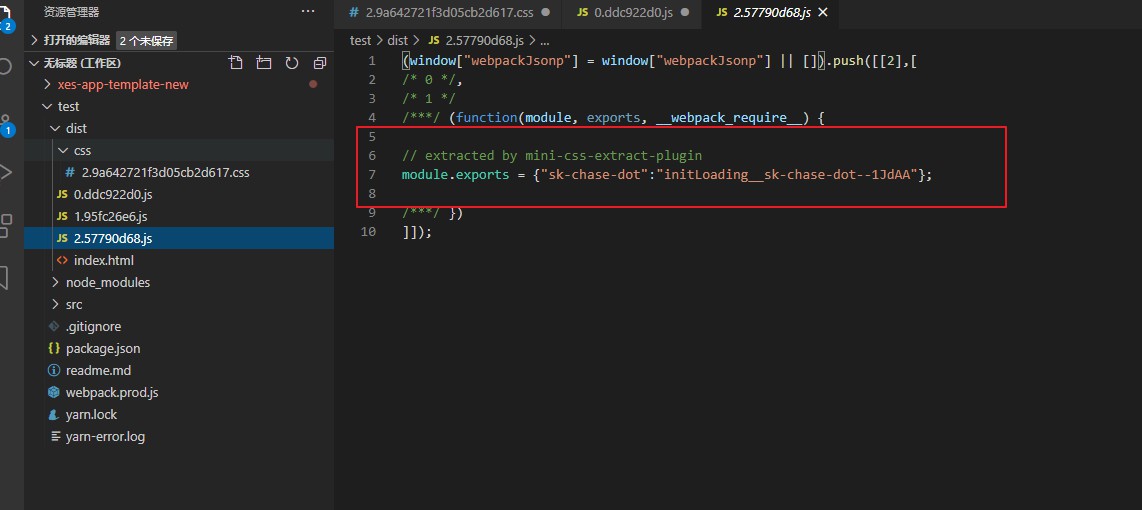 资源管理器
···
2
打开的编辑器 2 个未保存
无标题 (工作区)
xes-app-template-new
test
dist
css
# 2.9a642721f3d05cb2d617.css
JS 0.ddc922d0.js
JS 1.95fc26e6.js
JS 2.57790d68.js
<> index.html
node_modules
src
.gitignore
{} package.json
readme.md
webpack.prod.js
yarn.lock
yarn-error.log
1
# 2.9a642721f3d05cb2d617.css ● JS 0.ddc922d0.js ● JS 2.57790d68.js ×
test > dist > JS 2.57790d68.js > ...
1 (window["webpackJsonp"] = window["webpackJsonp"] || []).push([[2],[
2 /* 0 */,
3 /* 1 */
4 /***/ (function(module, exports, __webpack_require__) {
5
6 // extracted by mini-css-extract-plugin
7 module.exports = {"sk-chase-dot":"initLoading__sk-chase-dot--1JdAA"};
8
9 /***/ })
10 ]]);